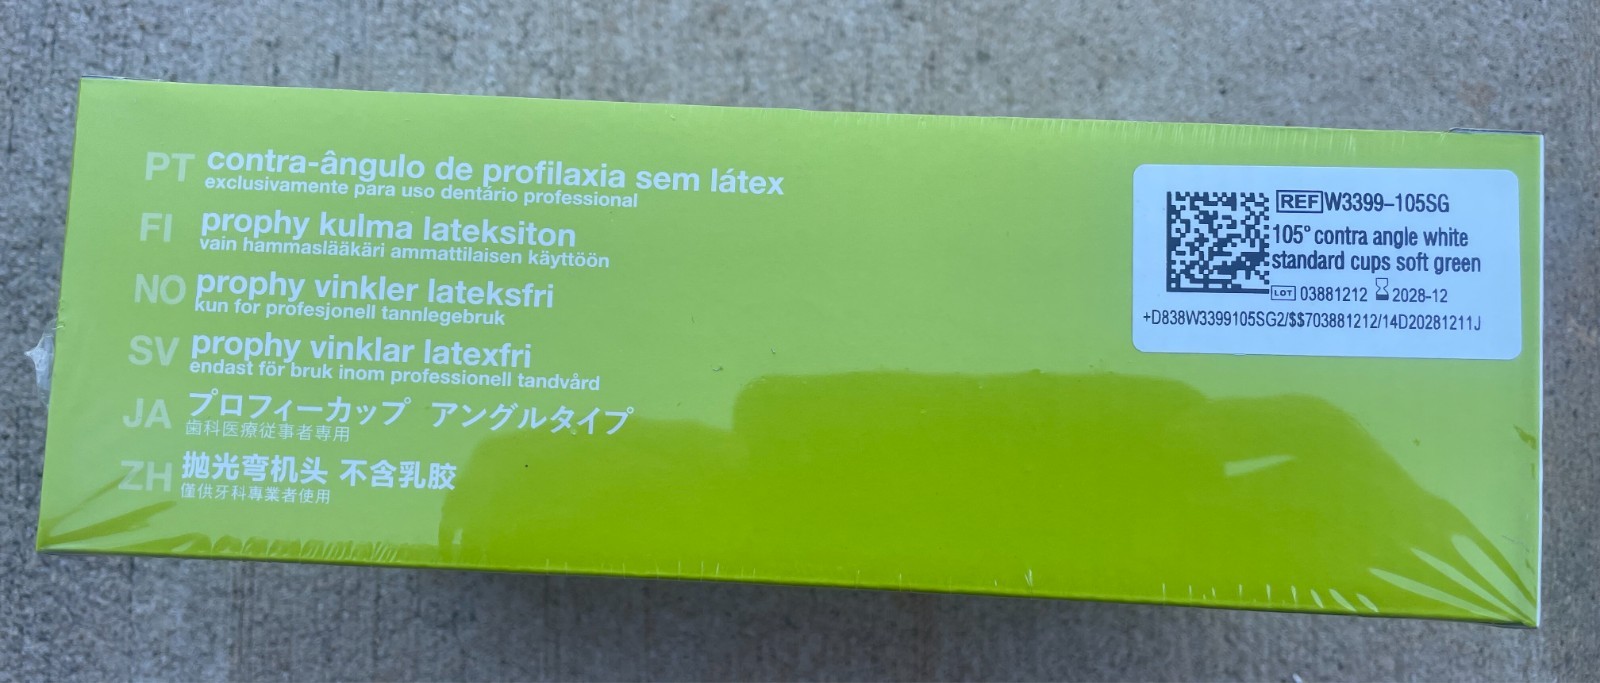 PT contra-ângulo de profilaxia sem látex
exclusivamente para uso dentário professional
FI prophy kulma lateksiton
vain hammaslääkäri ammattilaisen käyttöön
NO prophy vinkler lateksfri
kun for profesjonell tannlegebruk
SV prophy vinklar latexfri
endast för bruk inom professionell tandvård
JA プロフィーカップ アングルタイプ
歯科医療従事者専用
ZH 抛光弯机头 不含乳胶
僅供牙科專業者使用
REF W3399-105SG
105° contra angle white
standard cups soft green
LOT 03881212 2028-12
+D838W3399105SG2/$$703881212/14D20281211J